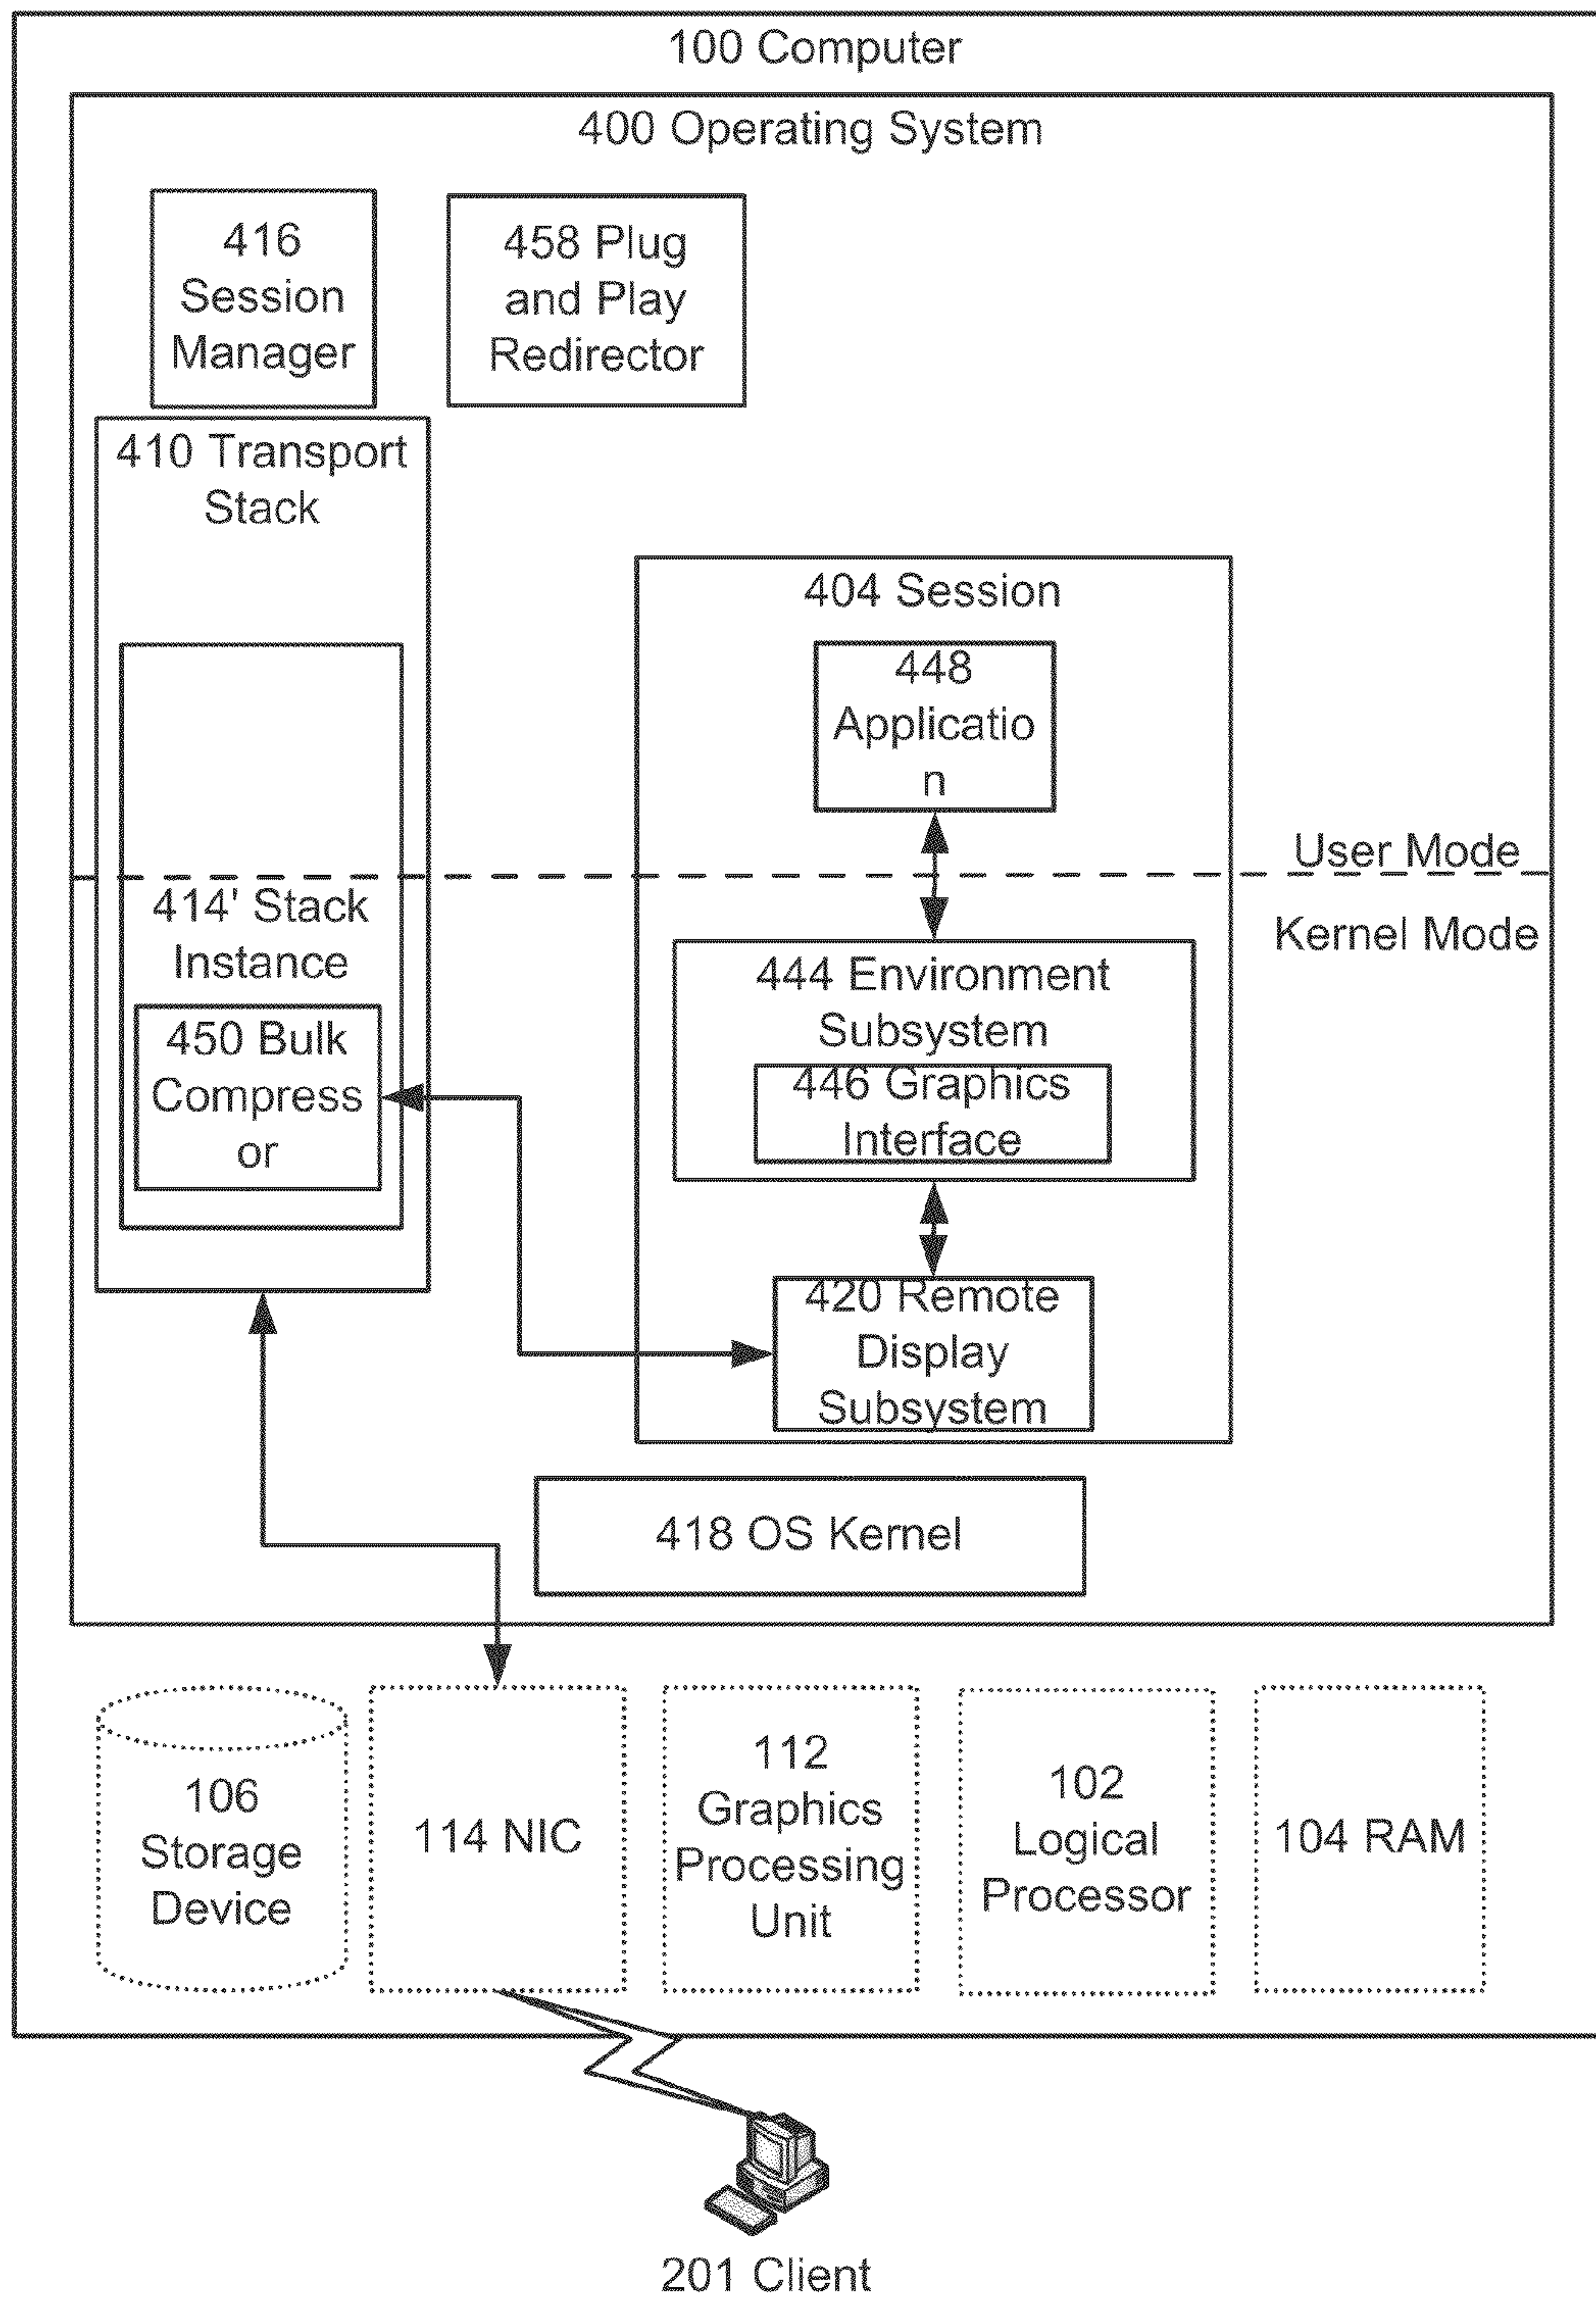 100 Computer
400 Operating System
416
Session
Manager
458 Plug
and Play
Redirector
410 Transport
Stack
404 Session
448
Applicatio
n
User Mode
Kernel Mode
414' Stack
Instance
450 Bulk
Compress
or
444 Environment
Subsystem
446 Graphics
Interface
420 Remote
Display
Subsystem
418 OS Kernel
106
Storage
Device
114 NIC
112
Graphics
Processing
Unit
102
Logical
Processor
104 RAM
201 Client